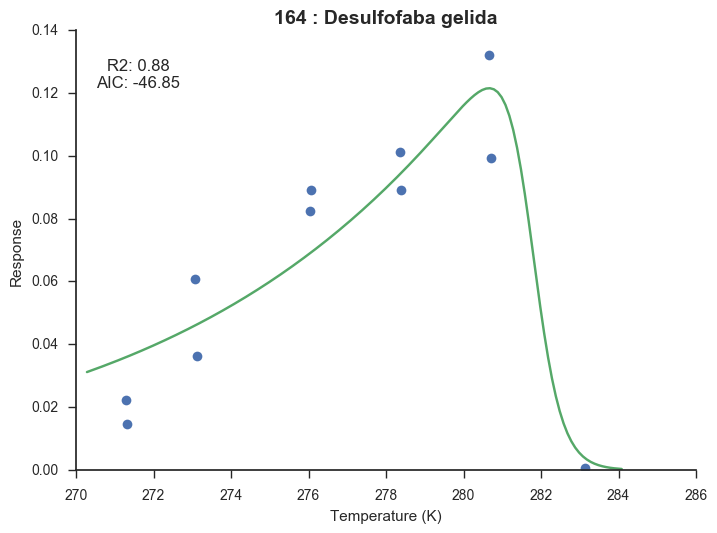 164 : Desulfofaba gelida
R2: 0.88
AIC: -46.85
0.14
0.12
0.10
0.08
0.06
0.04
0.02
0.00
Response
270 272 274 276 278 280 282 284 286
Temperature (K)